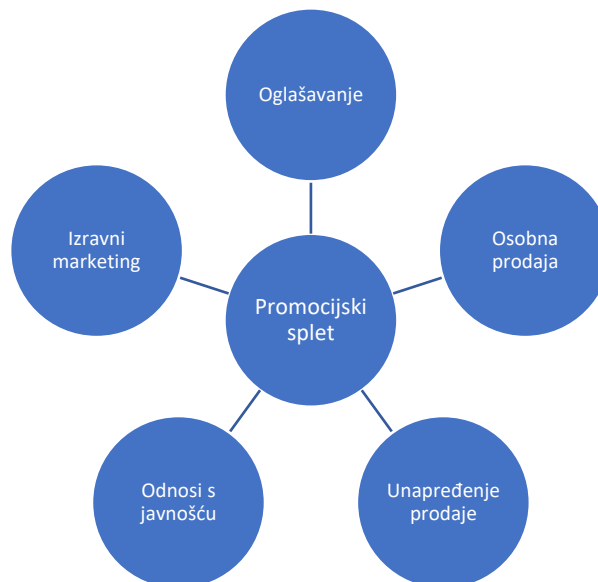 Oglašavanje
Izravni
marketing
Osobna
prodaja
Promocijski
splet
Odnosi s
javnošću
Unapređenje
prodaje